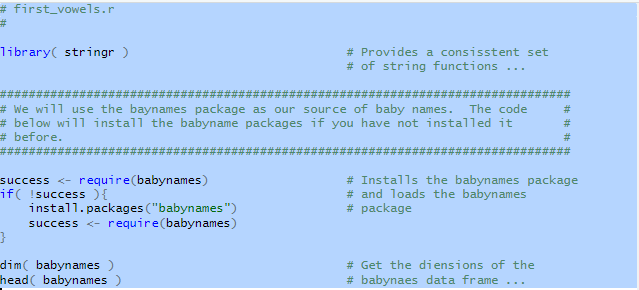 # first_vowels.r
#
library( stringr ) # Provides a consisstent set
# of string functions ...
################################################################################
# We will use the baynames package as our source of baby names. The code #
# below will install the babyname packages if you have not installed it #
# before. #
################################################################################
success <- require(babynames) # Installs the babynames package
if( !success ){ # and loads the babynames
install.packages("babynames") # package
success <- require(babynames)
}
dim( babynames ) # Get the diensions of the
head( babynames ) # babynaes data frame ...